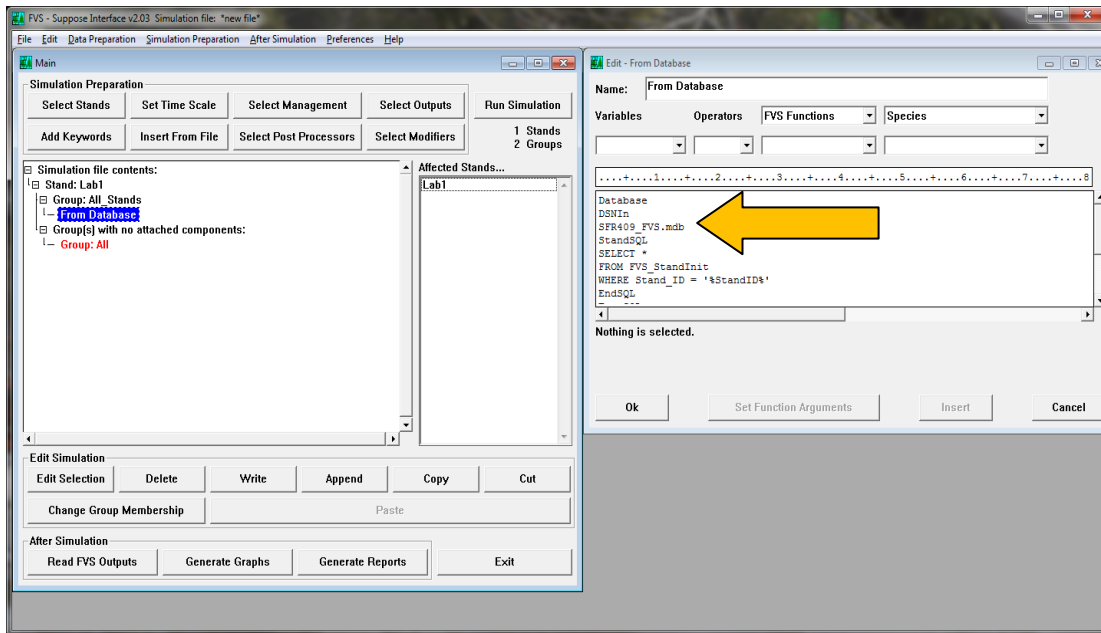 FVS - Suppose Interface v2.03 Simulation file: "new file"
File Edit Data Preparation Simulation Preparation After Simulation Preferences Help
Main
Simulation Preparation
Select Stands Set Time Scale Select Management Select Outputs Run Simulation
Add Keywords Insert From File Select Post Processors Select Modifiers
1 Stands
2 Groups
Simulation file contents:
Stand: Lab1
Group: All_Stands
From Database
Group(s) with no attached components:
Group: All
Affected Stands...
Lab1
Edit Simulation
Edit Selection Delete Write Append Copy Cut
Change Group Membership Paste
After Simulation
Read FVS Outputs Generate Graphs Generate Reports Exit
Edit - From Database
Name: From Database
Variables Operators FVS Functions Species
....+....1....+....2....+....3....+....4....+....5....+....6....+....7....+....8
Database
DSNIn
SFR409_FVS.mdb
StandSQL
SELECT *
FROM FVS_StandInit
WHERE Stand_ID = '%StandID%'
EndSQL
Nothing is selected.
Ok Set Function Arguments Insert Cancel